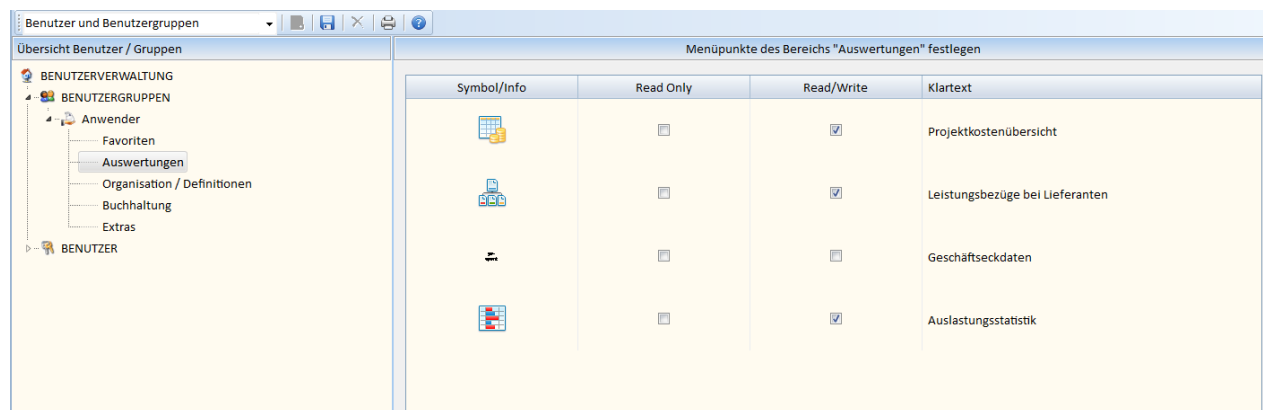 Benutzer und Benutzergruppen
Übersicht Benutzer / Gruppen
Menüpunkte des Bereichs "Auswertungen" festlegen
BENUTZERVERWALTUNG
BENUTZERGRUPPEN
Anwender
Favoriten
Auswertungen
Organisation / Definitionen
Buchhaltung
Extras
BENUTZER
Symbol/Info Read Only Read/Write Klartext
Projektkostenübersicht
Leistungsbezüge bei Lieferanten
Geschäftseckdaten
Auslastungsstatistik